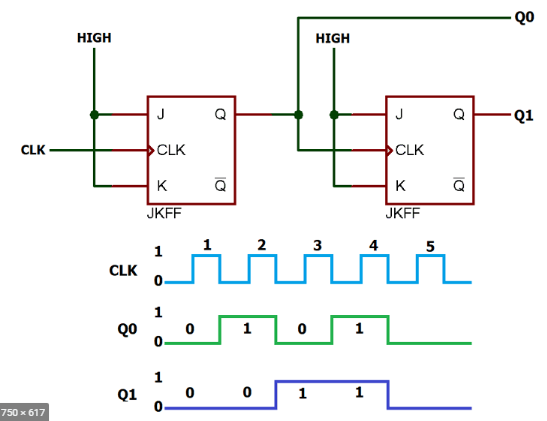 Q0
HIGH HIGH
J Q J Q Q1
CLK CLK CLK
K Q̅ K Q̅
JKFF JKFF
1 2 3 4 5
1
CLK
0
1
Q0 0 1 0 1
0
1
Q1 0 0 1 1
0
750 × 617